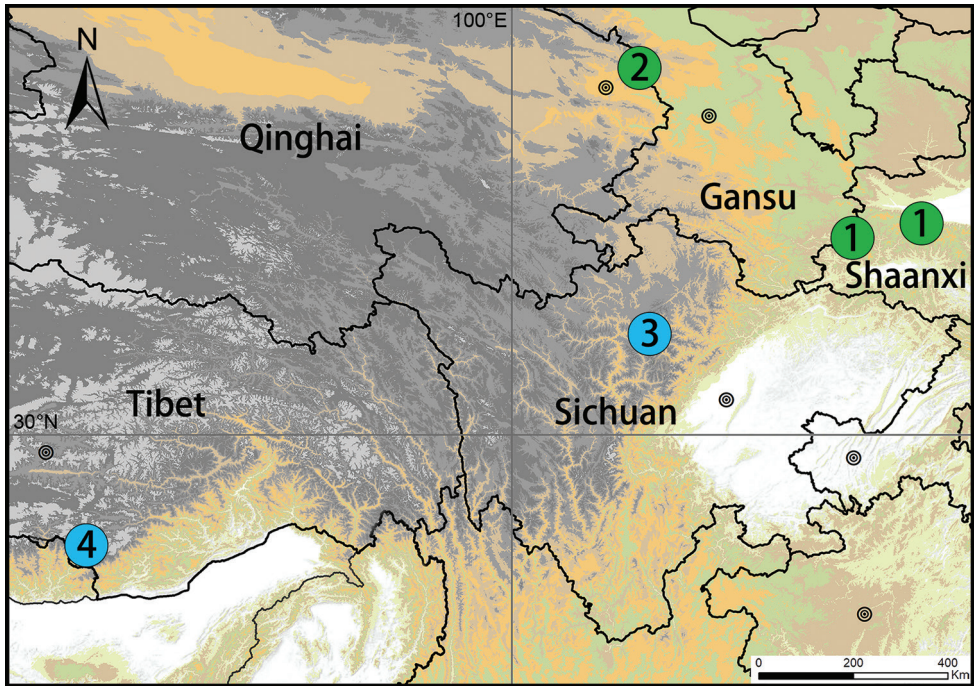 100°E
N
2
Qinghai
Gansu
1
1
Shaanxi
3
Tibet
Sichuan
30°N
4
0 200 400
Km